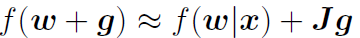 f(w + g) ≈ f(w|x) + Jg